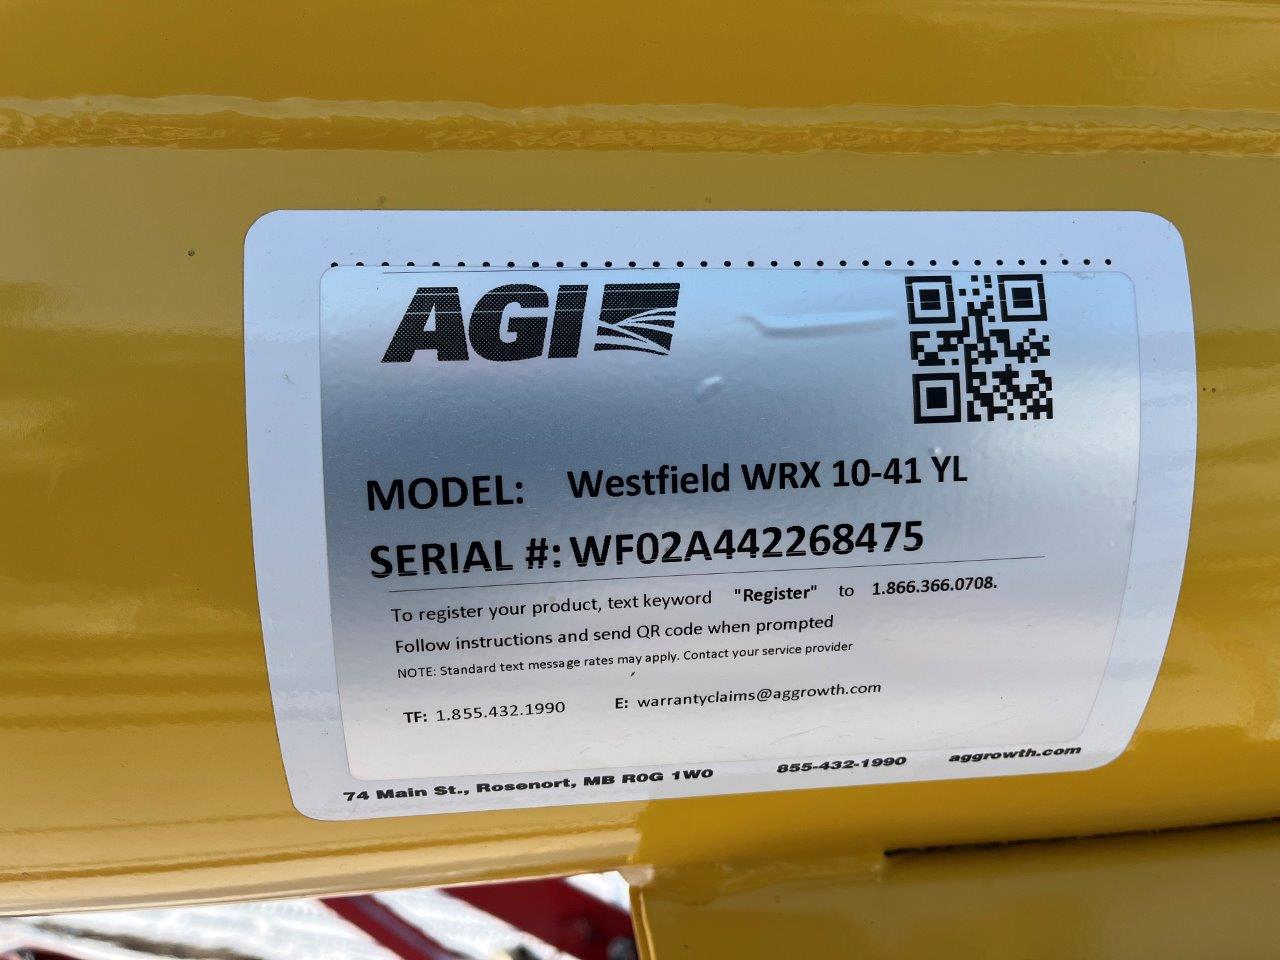 AGI
MODEL: Westfield WRX 10-41 YL
SERIAL #: WF02A442268475
To register your product, text keyword "Register" to 1.866.366.0708.
Follow instructions and send QR code when prompted
NOTE: Standard text message rates may apply. Contact your service provider
TF: 1.855.432.1990 E: warrantyclaims@aggrowth.com
74 Main St., Rosenort, MB R0G 1W0 855-432-1990 aggrowth.com